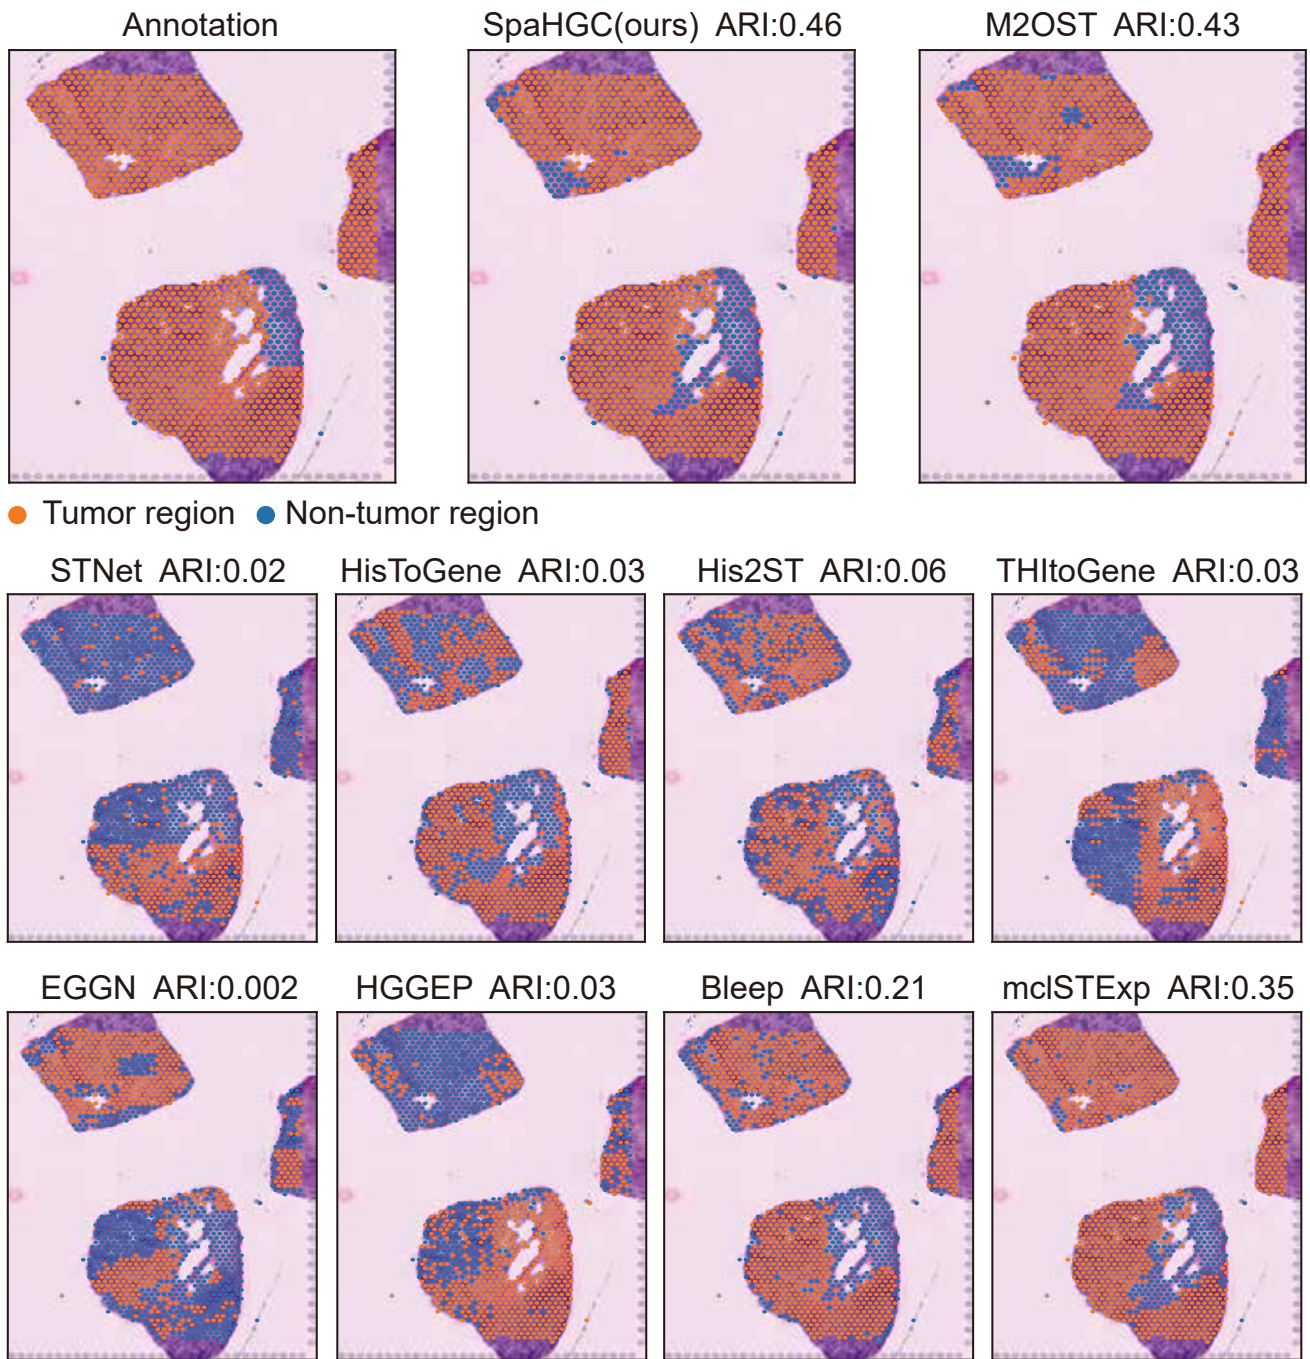 Annotation
SpaHGC(ours) ARI:0.46
M2OST ARI:0.43
Tumor region
Non-tumor region
STNet ARI:0.02
HisToGene ARI:0.03
His2ST ARI:0.06
THItoGene ARI:0.03
EGGN ARI:0.002
HGGEP ARI:0.03
Bleep ARI:0.21
mclSTExp ARI:0.35